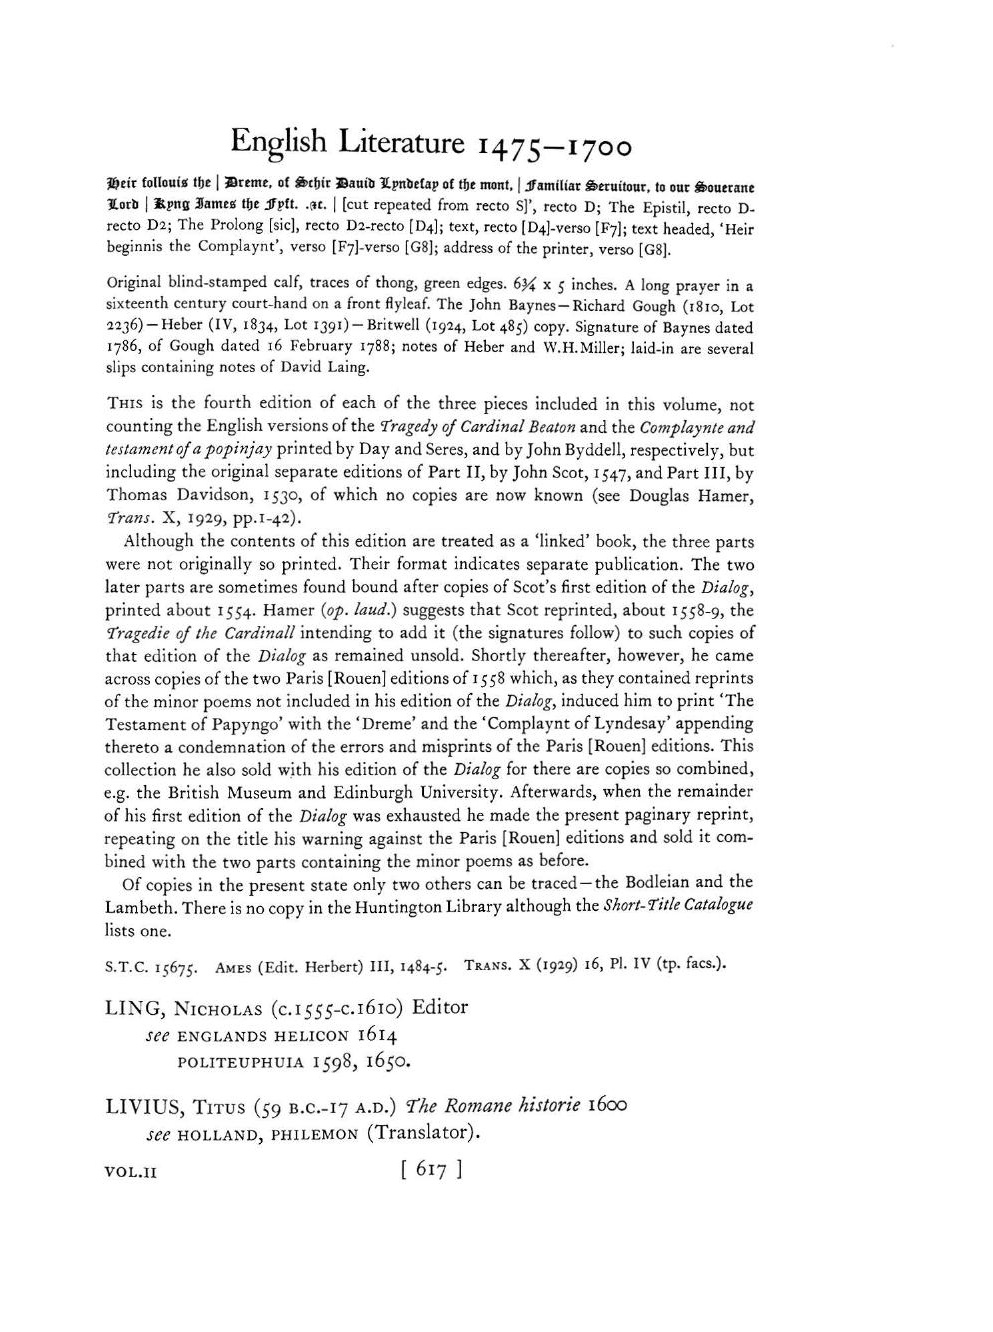 English Literature 1475—1700
Heir follouis the | Dreme, of Schir Dauid Lyndesay of the mont, | Familiar Seruitour, to our Souerane
Lord | Kyng James the Fyft. .⁊c. | [cut repeated from recto S]', recto D; The Epistil, recto D-
recto D2; The Prolong [sic], recto D2-recto [D4]; text, recto [D4]-verso [F7]; text headed, 'Heir
beginnis the Complaynt', verso [F7]-verso [G8]; address of the printer, verso [G8].
Original blind-stamped calf, traces of thong, green edges. 6¾ x 5 inches. A long prayer in a
sixteenth century court-hand on a front flyleaf. The John Baynes—Richard Gough (1810, Lot
2236)—Heber (IV, 1834, Lot 1391)—Britwell (1924, Lot 485) copy. Signature of Baynes dated
1786, of Gough dated 16 February 1788; notes of Heber and W.H.Miller; laid-in are several
slips containing notes of David Laing.
THIS is the fourth edition of each of the three pieces included in this volume, not
counting the English versions of the Tragedy of Cardinal Beaton and the Complaynte and
testament of a popinjay printed by Day and Seres, and by John Byddell, respectively, but
including the original separate editions of Part II, by John Scot, 1547, and Part III, by
Thomas Davidson, 1530, of which no copies are now known (see Douglas Hamer,
Trans. X, 1929, pp.1-42).
Although the contents of this edition are treated as a 'linked' book, the three parts
were not originally so printed. Their format indicates separate publication. The two
later parts are sometimes found bound after copies of Scot's first edition of the Dialog,
printed about 1554. Hamer (op. laud.) suggests that Scot reprinted, about 1558-9, the
Tragedie of the Cardinall intending to add it (the signatures follow) to such copies of
that edition of the Dialog as remained unsold. Shortly thereafter, however, he came
across copies of the two Paris [Rouen] editions of 1558 which, as they contained reprints
of the minor poems not included in his edition of the Dialog, induced him to print 'The
Testament of Papyngo' with the 'Dreme' and the 'Complaynt of Lyndesay' appending
thereto a condemnation of the errors and misprints of the Paris [Rouen] editions. This
collection he also sold with his edition of the Dialog for there are copies so combined,
e.g. the British Museum and Edinburgh University. Afterwards, when the remainder
of his first edition of the Dialog was exhausted he made the present paginary reprint,
repeating on the title his warning against the Paris [Rouen] editions and sold it com-
bined with the two parts containing the minor poems as before.
Of copies in the present state only two others can be traced—the Bodleian and the
Lambeth. There is no copy in the Huntington Library although the Short-Title Catalogue
lists one.
S.T.C. 15675. AMES (Edit. Herbert) III, 1484-5. TRANS. X (1929) 16, Pl. IV (tp. facs.).
LING, NICHOLAS (c.1555-c.1610) Editor
see ENGLANDS HELICON 1614
POLITEUPHUIA 1598, 1650.
LIVIUS, TITUS (59 B.C.-17 A.D.) The Romane historie 1600
see HOLLAND, PHILEMON (Translator).
VOL.II [ 617 ]